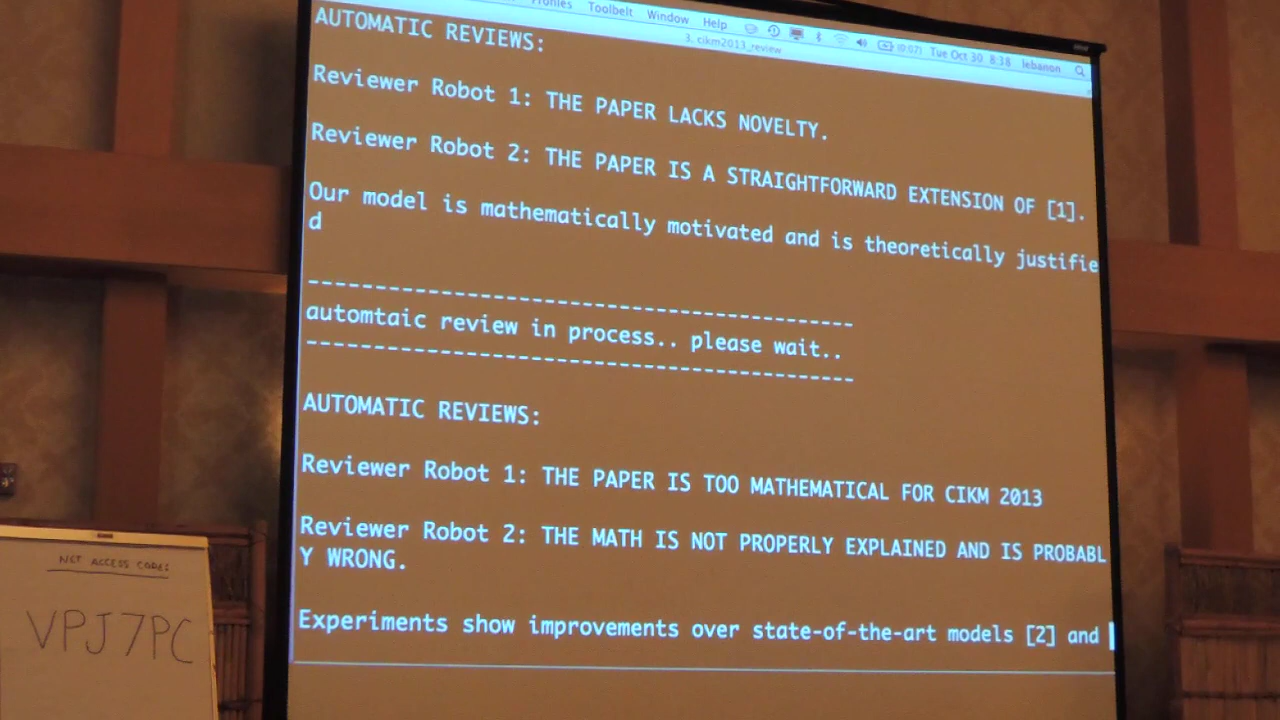 Profiles Toolbelt Window Help (0:07) Tue Oct 30 8:38 lebanon
3. cikm2013_review
AUTOMATIC REVIEWS:
Reviewer Robot 1: THE PAPER LACKS NOVELTY.
Reviewer Robot 2: THE PAPER IS A STRAIGHTFORWARD EXTENSION OF [1].
Our model is mathematically motivated and is theoretically justifie
d
---------------------------------------------
automtaic review in process.. please wait..
---------------------------------------------
AUTOMATIC REVIEWS:
Reviewer Robot 1: THE PAPER IS TOO MATHEMATICAL FOR CIKM 2013
Reviewer Robot 2: THE MATH IS NOT PROPERLY EXPLAINED AND IS PROBABL
Y WRONG.
Experiments show improvements over state-of-the-art models [2] and
NET ACCESS CODE:
VPJ7PC